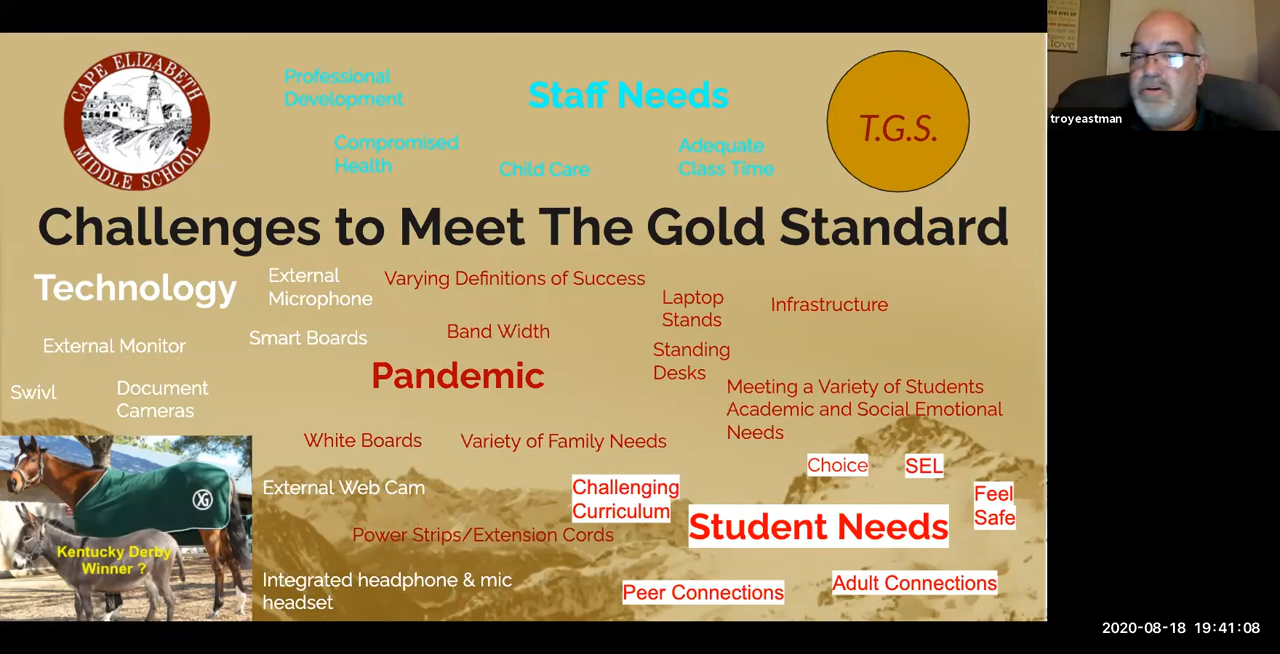 CAPE ELIZABETH
MIDDLE SCHOOL
Professional
Development
Staff Needs
Compromised
Health
Child Care
Adequate
Class Time
T.G.S.
Challenges to Meet The Gold Standard
Technology
External
Microphone
Varying Definitions of Success
Laptop
Stands
Infrastructure
External Monitor
Smart Boards
Band Width
Standing
Desks
Swivl
Document
Cameras
Pandemic
Meeting a Variety of Students
Academic and Social Emotional
Needs
White Boards
Variety of Family Needs
Choice
SEL
External Web Cam
Challenging
Curriculum
Feel
Safe
Student Needs
Power Strips/Extension Cords
Kentucky Derby
Winner ?
XG
Integrated headphone & mic
headset
Peer Connections
Adult Connections
love
troyeastman
2020-08-18 19:41:08